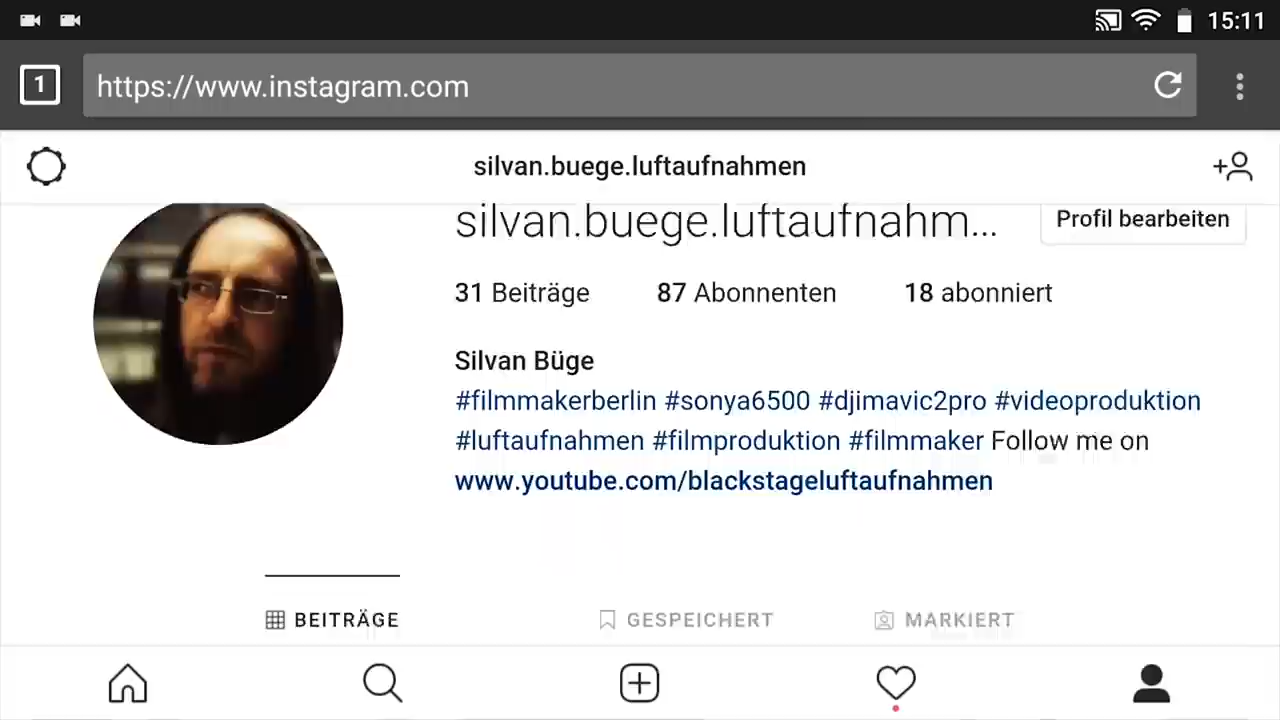 15:11
1
https://www.instagram.com
silvan.buege.luftaufnahmen
silvan.buege.luftaufnahm...
Profil bearbeiten
31 Beiträge 87 Abonnenten 18 abonniert
Silvan Büge
#filmmakerberlin #sonya6500 #djimavic2pro #videoproduktion
#luftaufnahmen #filmproduktion #filmmaker Follow me on
www.youtube.com/blackstageluftaufnahmen
BEITRÄGE GESPEICHERT MARKIERT